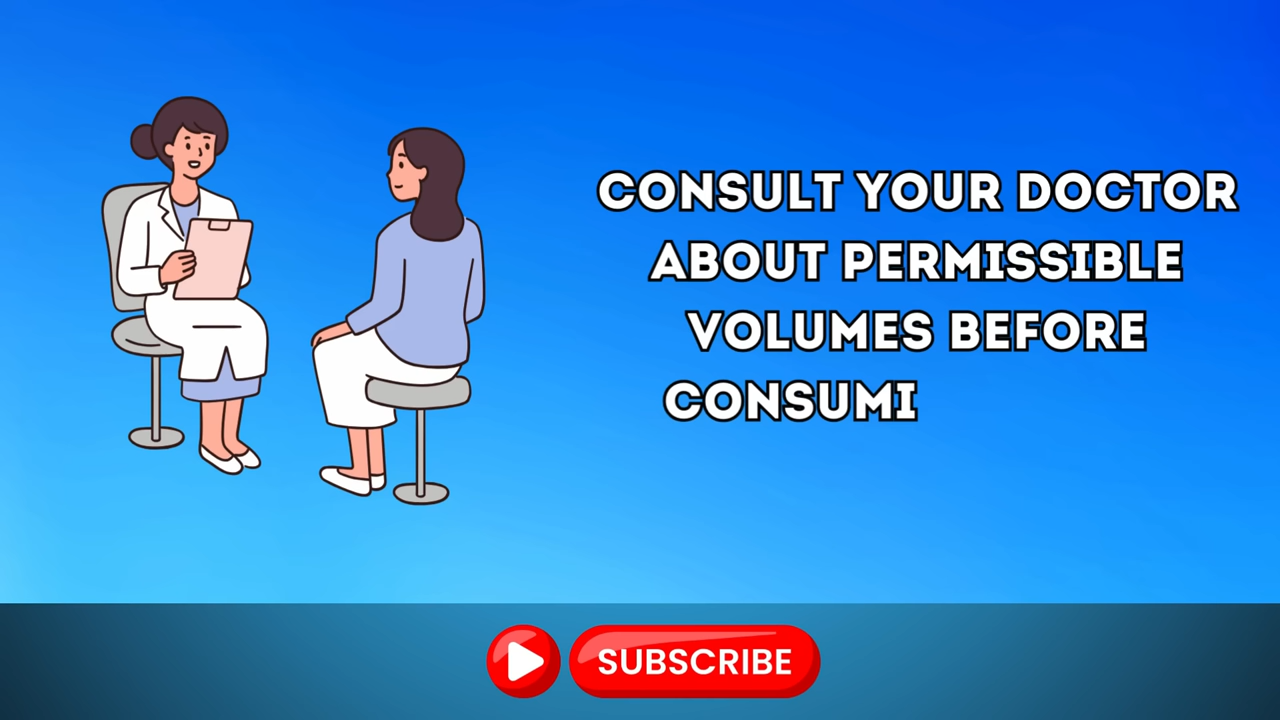 CONSULT YOUR DOCTOR
ABOUT PERMISSIBLE
VOLUMES BEFORE
CONSUMI
SUBSCRIBE